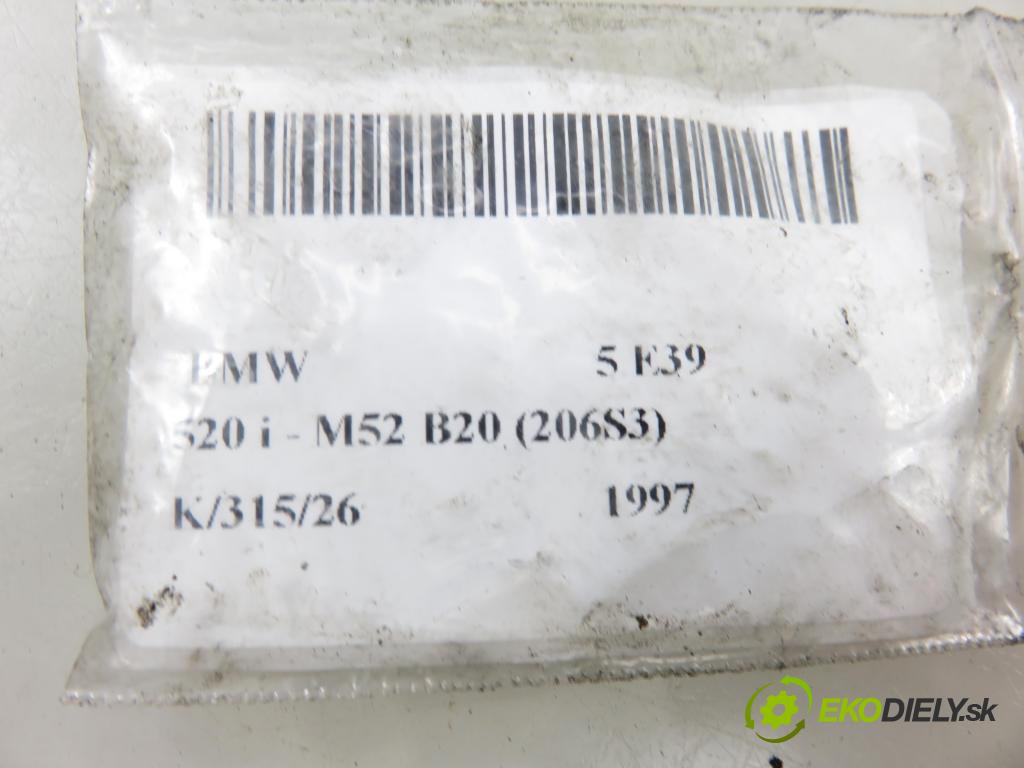 BMW 5 E39
520 i - M52 B20 (206S3)
K/315/26 1997
EKODIELY.sk